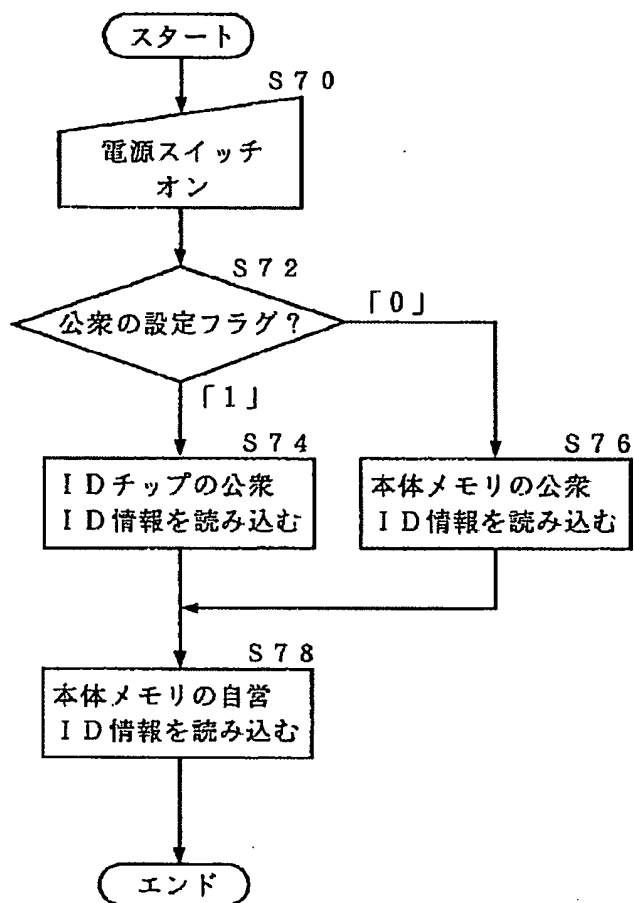 スタート
S70
電源スイッチ
オン
S72
公衆の設定フラグ?
「0」
「1」
S74
IDチップの公衆
ID情報を読み込む
S76
本体メモリの公衆
ID情報を読み込む
S78
本体メモリの自営
ID情報を読み込む
エンド